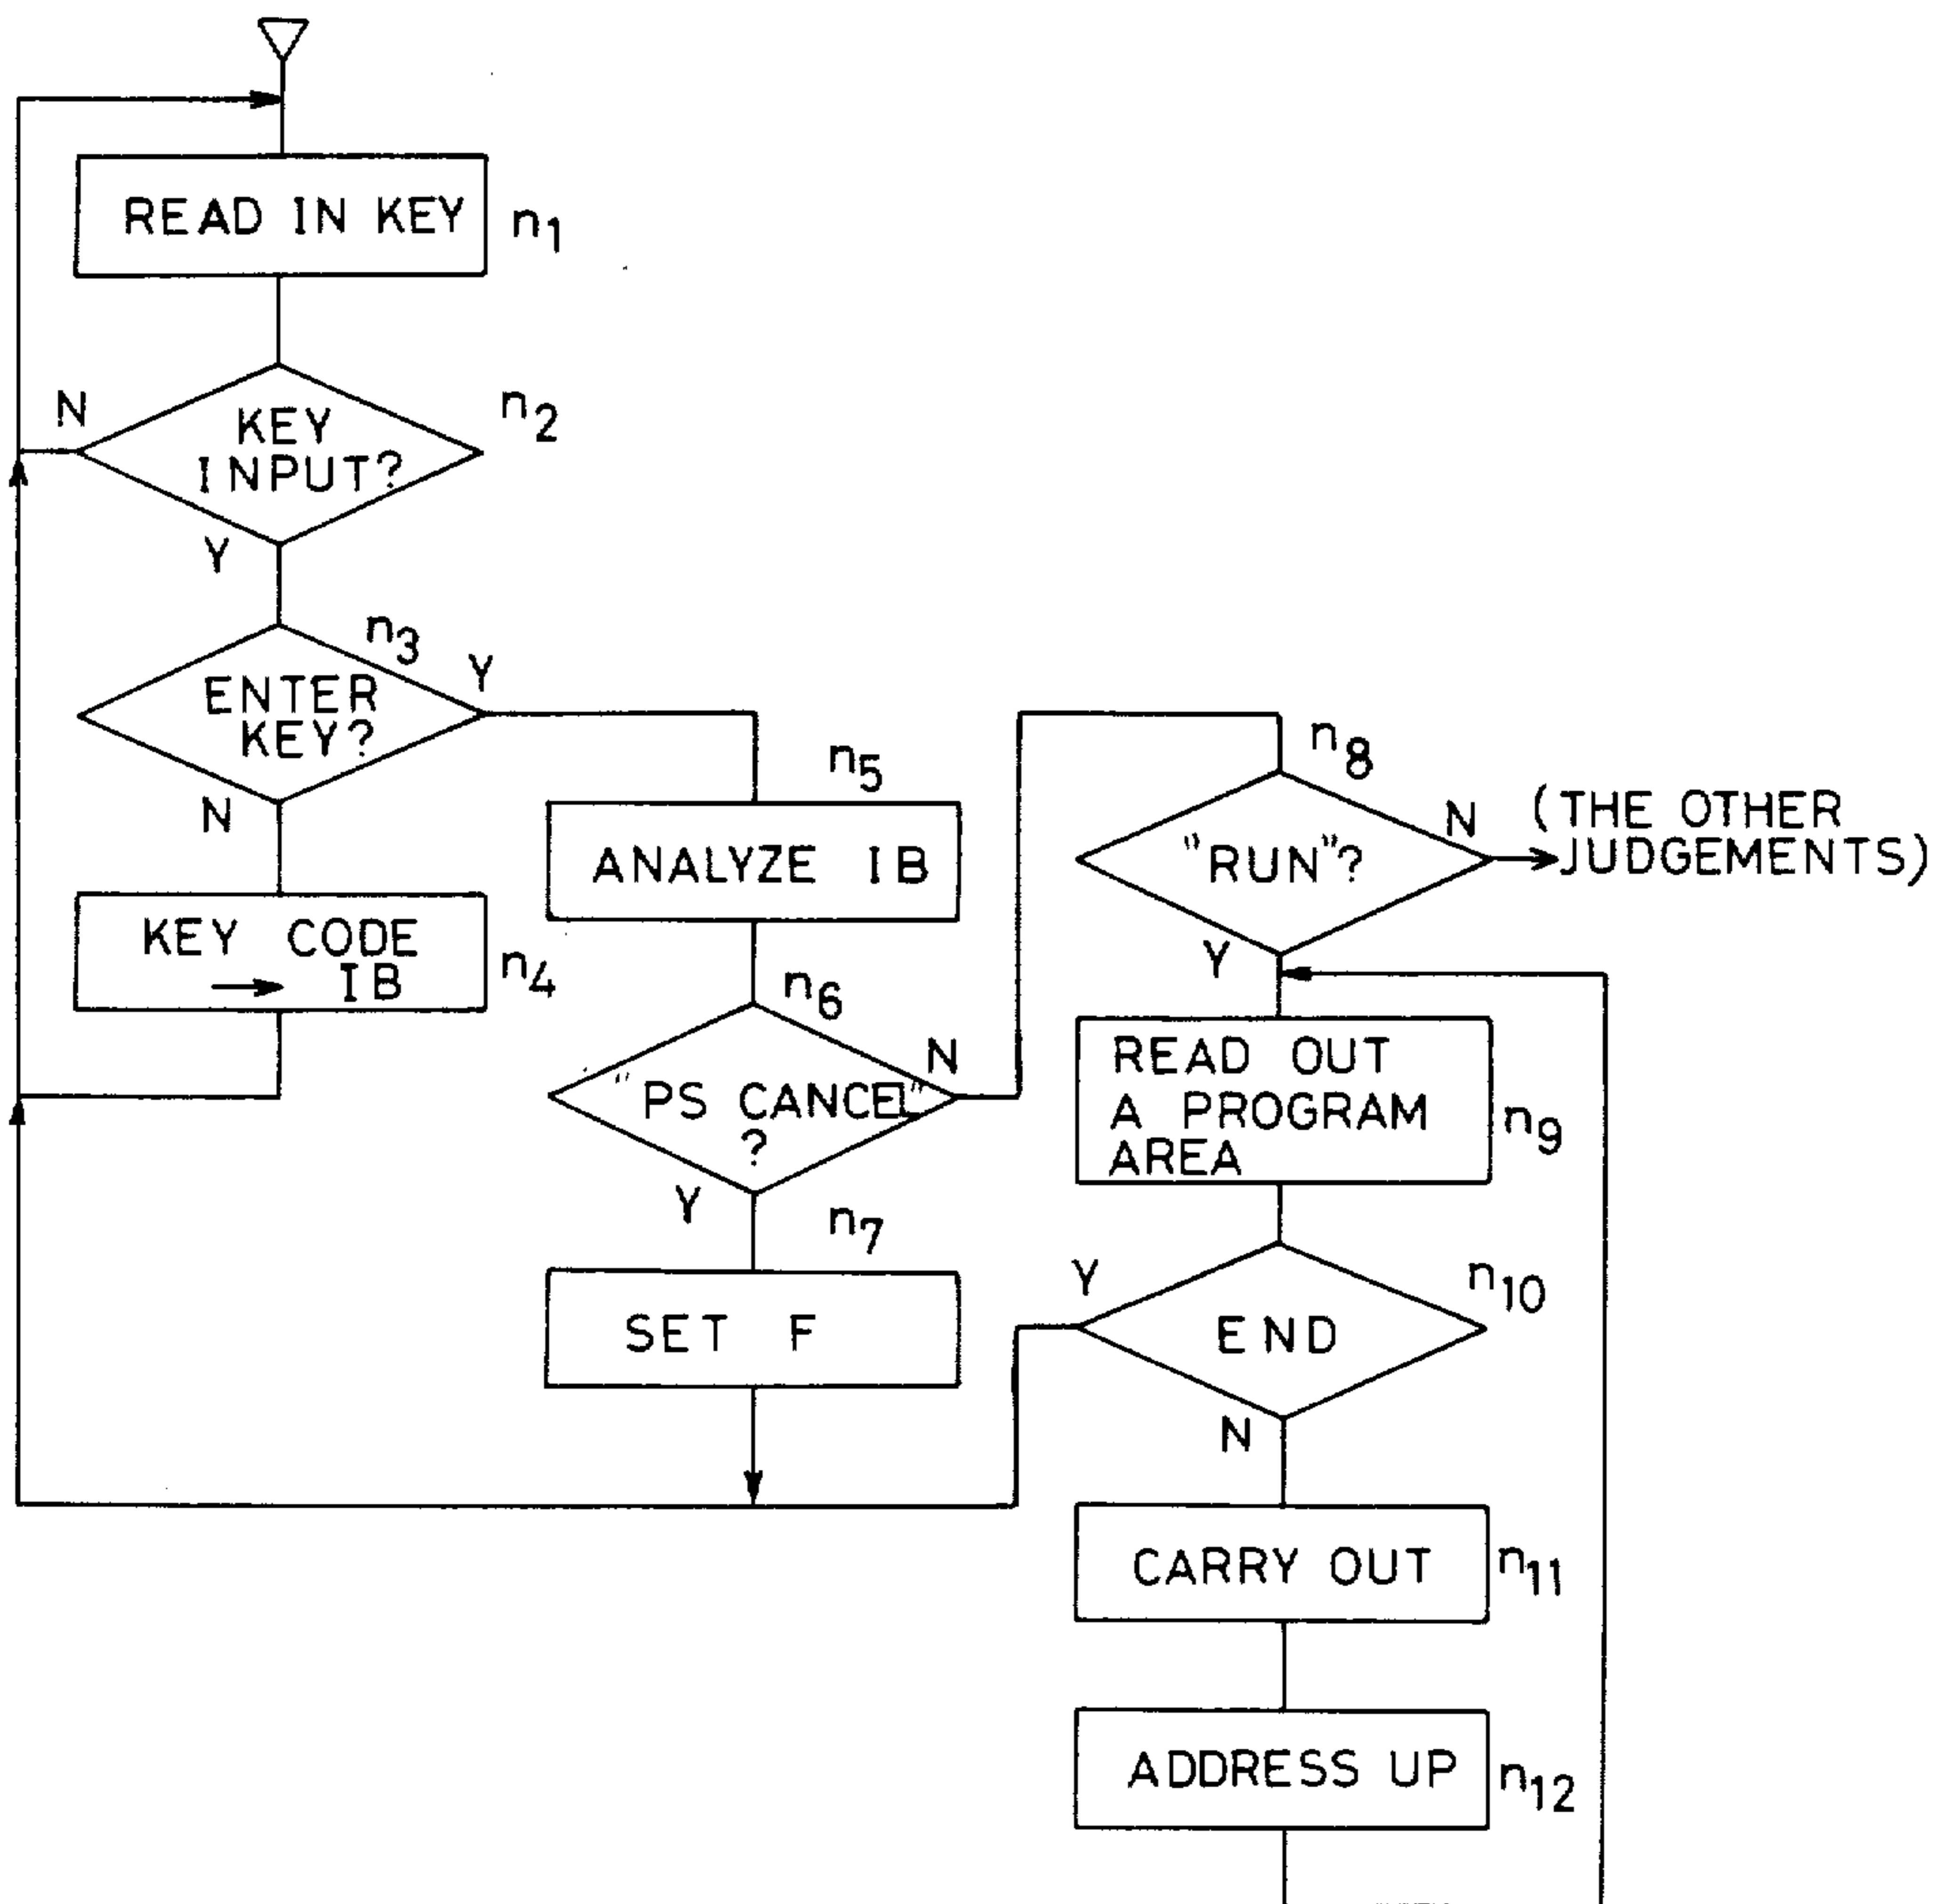 READ IN KEY
n1
N
KEY
INPUT?
n2
Y
n3
ENTER
KEY?
Y
N
KEY CODE
→ IB
n4
n5
ANALYZE IB
n6
"PS CANCEL"
?
N
Y
n7
SET F
n8
"RUN"?
N
(THE OTHER
JUDGEMENTS)
Y
READ OUT
A PROGRAM
AREA
n9
Y
END
n10
N
CARRY OUT
n11
ADDRESS UP
n12